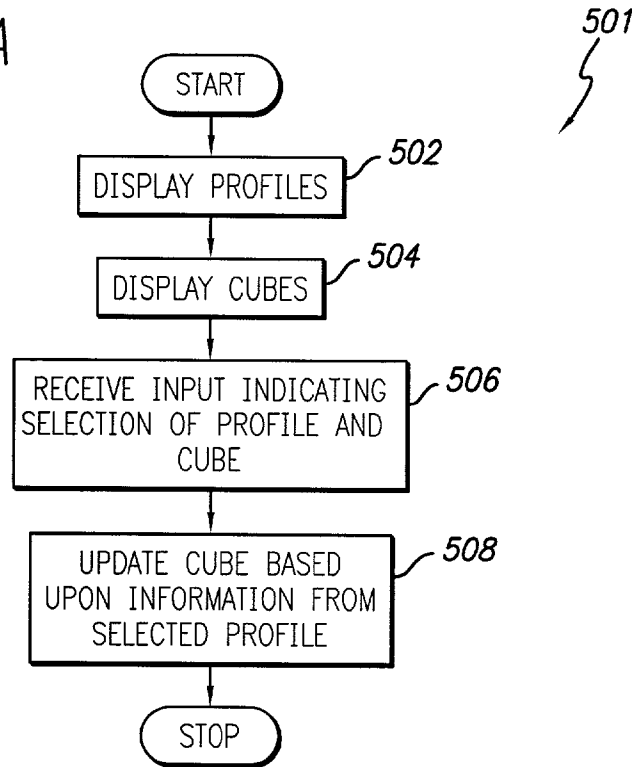 A
501
START
502
DISPLAY PROFILES
504
DISPLAY CUBES
506
RECEIVE INPUT INDICATING
SELECTION OF PROFILE AND
CUBE
508
UPDATE CUBE BASED
UPON INFORMATION FROM
SELECTED PROFILE
STOP